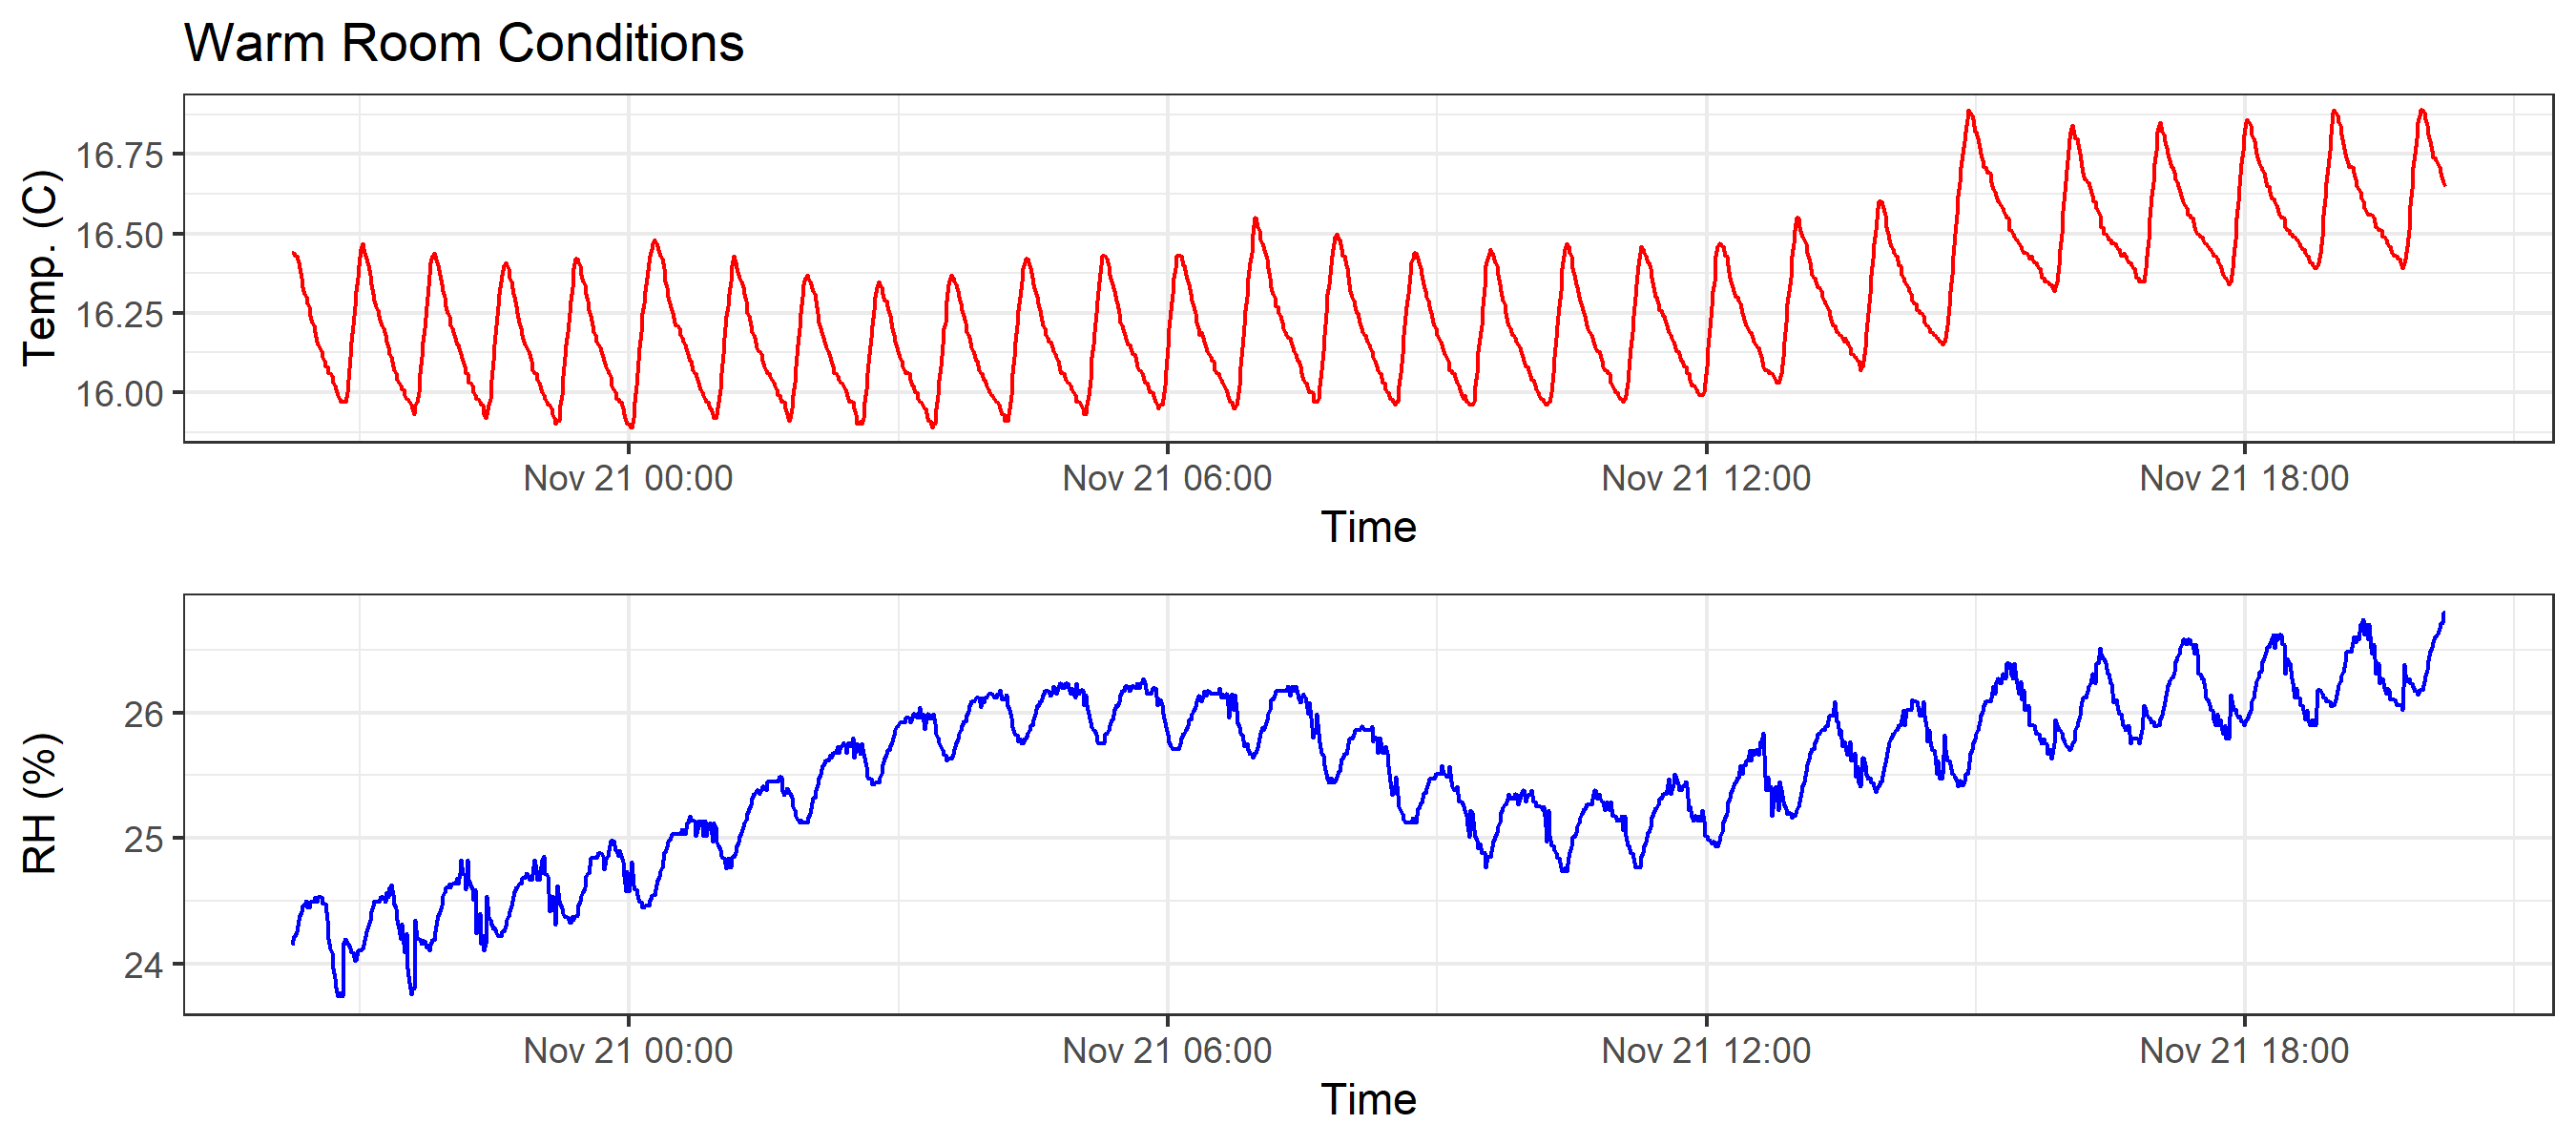 Warm Room Conditions
Temp. (C)
16.75
16.50
16.25
16.00
Nov 21 00:00 Nov 21 06:00 Nov 21 12:00 Nov 21 18:00
Time
RH (%)
26
25
24
Nov 21 00:00 Nov 21 06:00 Nov 21 12:00 Nov 21 18:00
Time